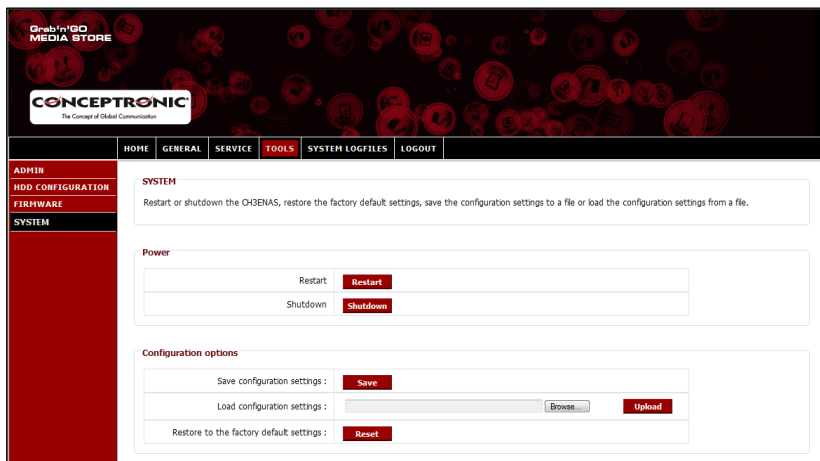 Grab'n'GO
MEDIA STORE
CONCEPTRONIC
The Concept of Global Communication
HOME GENERAL SERVICE TOOLS SYSTEM LOGFILES LOGOUT
ADMIN
HDD CONFIGURATION
FIRMWARE
SYSTEM
SYSTEM
Restart or shutdown the CH3ENAS, restore the factory default settings, save the configuration settings to a file or load the configuration settings from a file.
Power
Restart Restart
Shutdown Shutdown
Configuration options
Save configuration settings : Save
Load configuration settings : Browse... Upload
Restore to the factory default settings : Reset